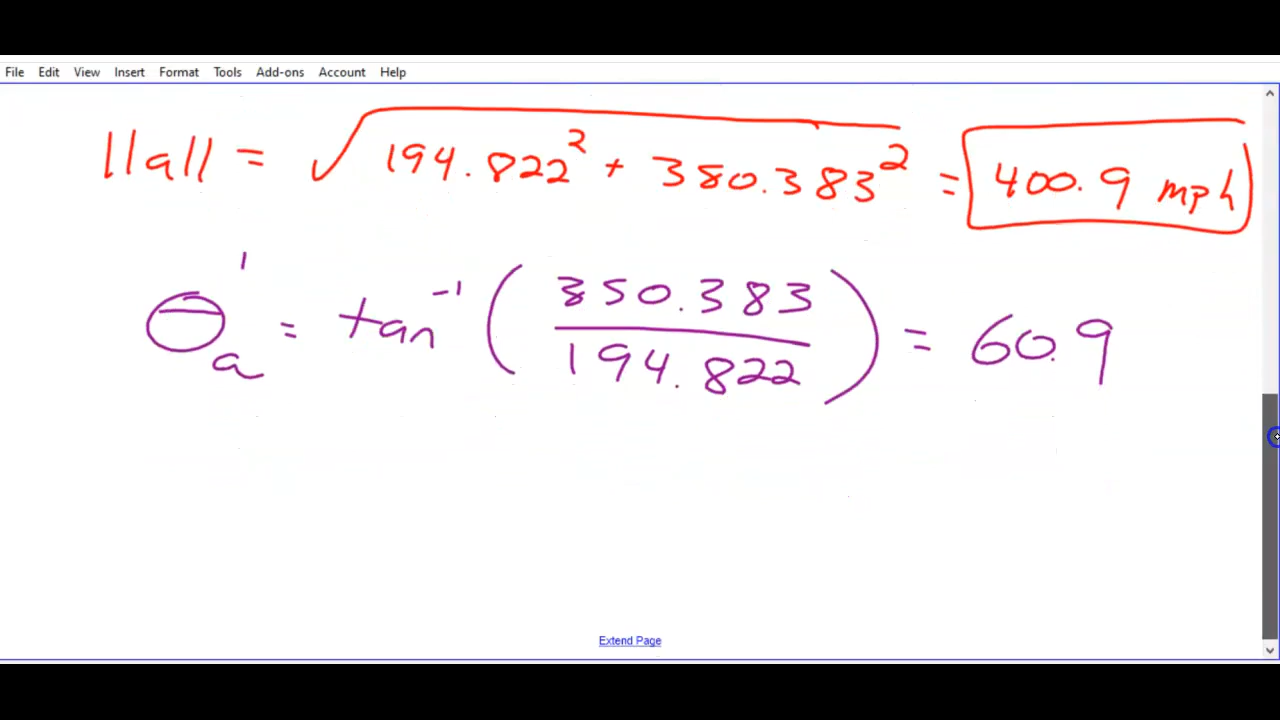 File Edit View Insert Format Tools Add-ons Account Help
||a|| = √(194.822² + 380.383²) = 400.9 mph
θₐ' = tan⁻¹(350.383/194.822) = 60.9
Extend Page